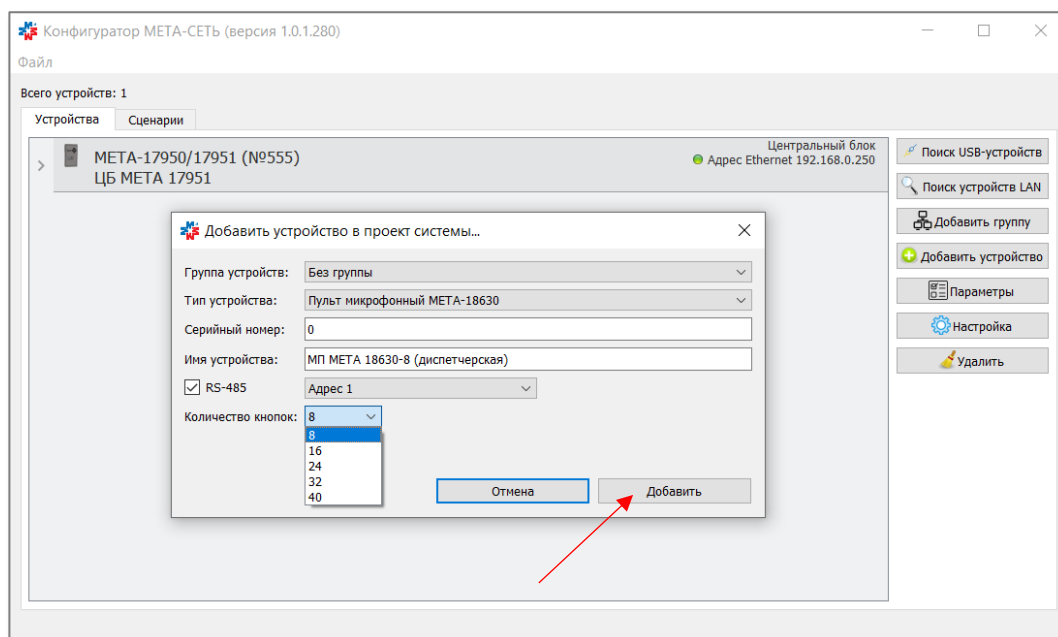 Конфигуратор МЕТА-СЕТЬ (версия 1.0.1.280)
Файл
Всего устройств: 1
Устройства
Сценарии
МЕТА-17950/17951 (№555)
ЦБ МЕТА 17951
Центральный блок
Адрес Ethernet 192.168.0.250
Поиск USB-устройств
Поиск устройств LAN
Добавить группу
Добавить устройство
Параметры
Настройка
Удалить
Добавить устройство в проект системы...
Группа устройств: Без группы
Тип устройства: Пульт микрофонный МЕТА-18630
Серийный номер: 0
Имя устройства: МП МЕТА 18630-8 (диспетчерская)
RS-485 Адрес 1
Количество кнопок: 8
8
16
24
32
40
Отмена
Добавить